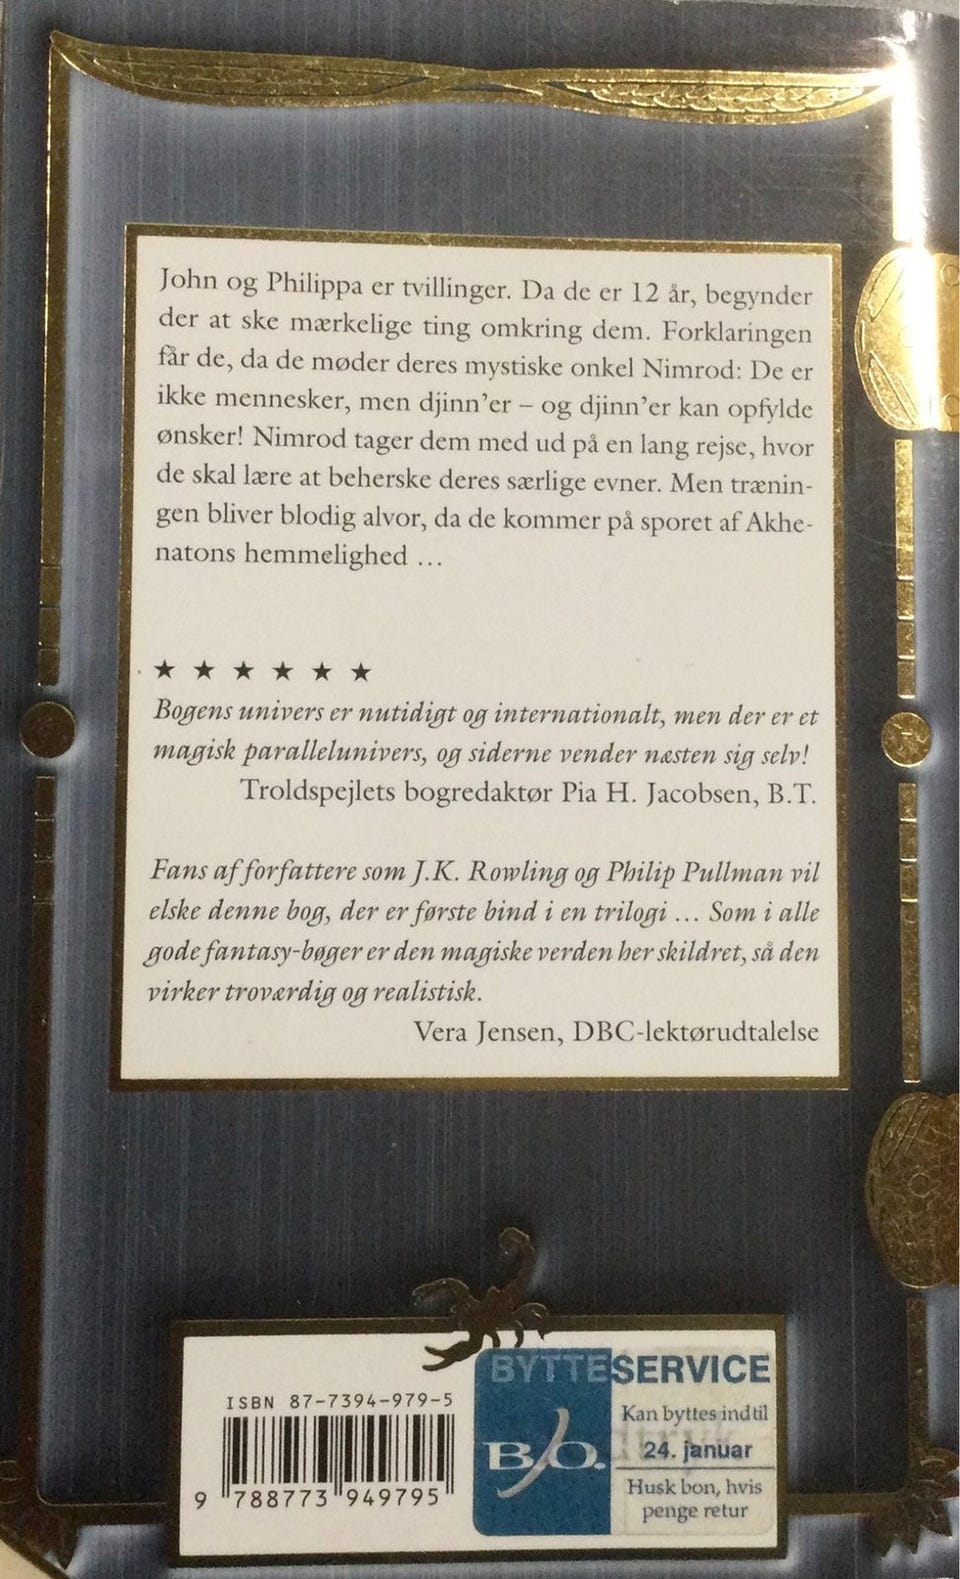 John og Philippa er tvillinger. Da de er 12 år, begynder
der at ske mærkelige ting omkring dem. Forklaringen
får de, da de møder deres mystiske onkel Nimrod: De er
ikke mennesker, men djinn'er – og djinn'er kan opfylde
ønsker! Nimrod tager dem med ud på en lang rejse, hvor
de skal lære at beherske deres særlige evner. Men trænin-
gen bliver blodig alvor, da de kommer på sporet af Akhe-
natons hemmelighed ...
★ ★ ★ ★ ★ ★
Bogens univers er nutidigt og internationalt, men der er et
magisk parallelunivers, og siderne vender næsten sig selv!
Troldspejlets bogredaktør Pia H. Jacobsen, B.T.
Fans af forfattere som J.K. Rowling og Philip Pullman vil
elske denne bog, der er første bind i en trilogi ... Som i alle
gode fantasy-bøger er den magiske verden her skildret, så den
virker troværdig og realistisk.
Vera Jensen, DBC-lektørudtalelse
ISBN 87-7394-979-5
9 788773 949795
BYTTESERVICE
B/O.
Kan byttes indtil
24. januar
Husk bon, hvis
penge retur